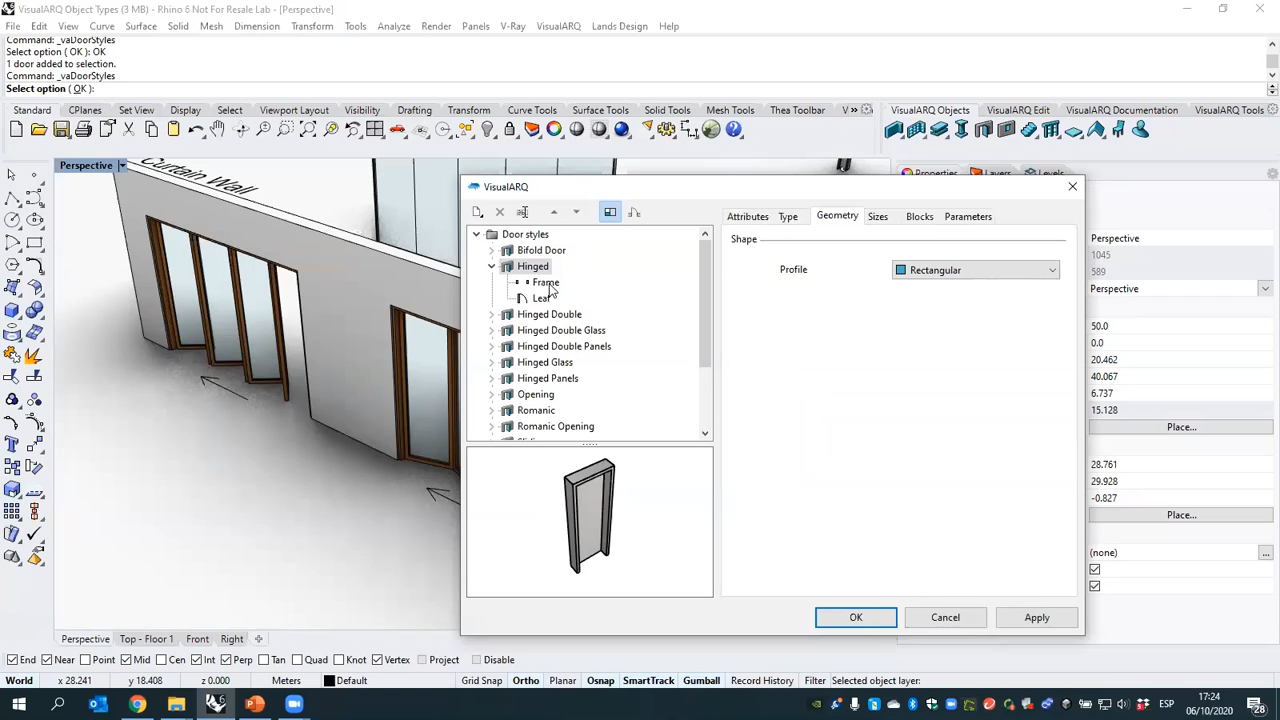 VisualARQ Object Types (3 MB) - Rhino 6 Not For Resale Lab - [Perspective]
File Edit View Curve Surface Solid Mesh Dimension Transform Tools Analyze Render Panels V-Ray VisualARQ Lands Design Help
Command: _vaDoorStyles
Select option ( OK ): OK
1 door added to selection.
Command: _vaDoorStyles
Select option ( OK ):
Standard CPlanes Set View Display Select Viewport Layout Visibility Drafting Transform Curve Tools Surface Tools Solid Tools Mesh Tools Thea Toolbar V
VisualARQ Objects VisualARQ Edit VisualARQ Documentation VisualARQ Tools
Perspective
Curtain Wall
Properties Layers Levels
VisualARQ
Door styles
Bifold Door
Hinged
Frame
Leaf
Hinged Double
Hinged Double Glass
Hinged Double Panels
Hinged Glass
Hinged Panels
Opening
Romanic
Romanic Opening
Attributes Type Geometry Sizes Blocks Parameters
Shape
Profile Rectangular
OK Cancel Apply
Perspective
1045
589
Perspective
50.0
0.0
20.462
40.067
6.737
15.128
Place...
28.761
29.928
-0.827
Place...
(none) ...
Perspective Top - Floor 1 Front Right
End Near Point Mid Cen Int Perp Tan Quad Knot Vertex Project Disable
World x 28.241 y 18.408 z 0.000 Meters Default Grid Snap Ortho Planar Osnap SmartTrack Gumball Record History Filter Selected object layer:
17:24
ESP
06/10/2020
28